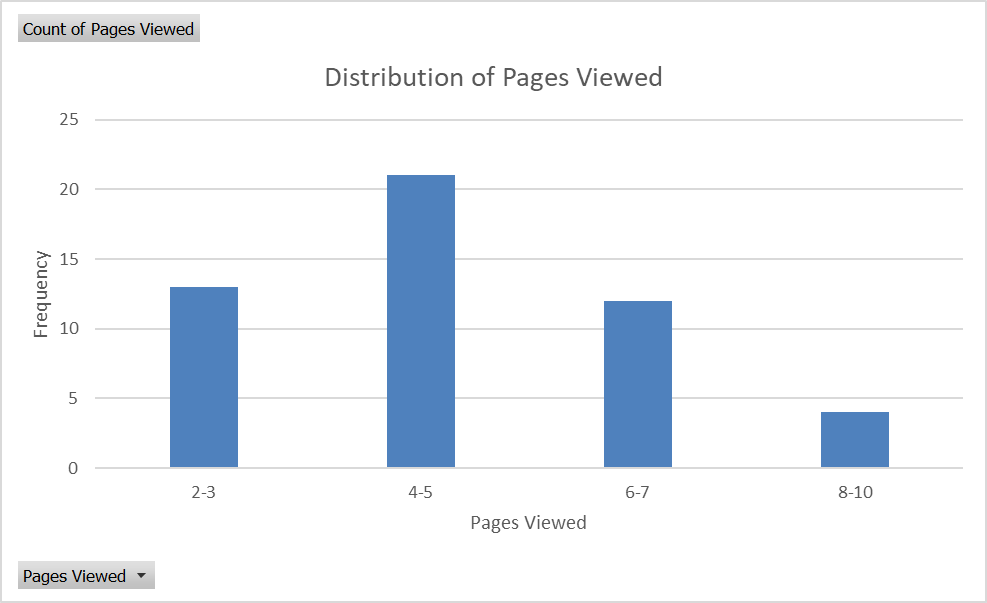 Count of Pages Viewed
Distribution of Pages Viewed
25
20
15
10
5
0
Frequency
2-3 4-5 6-7 8-10
Pages Viewed
Pages Viewed